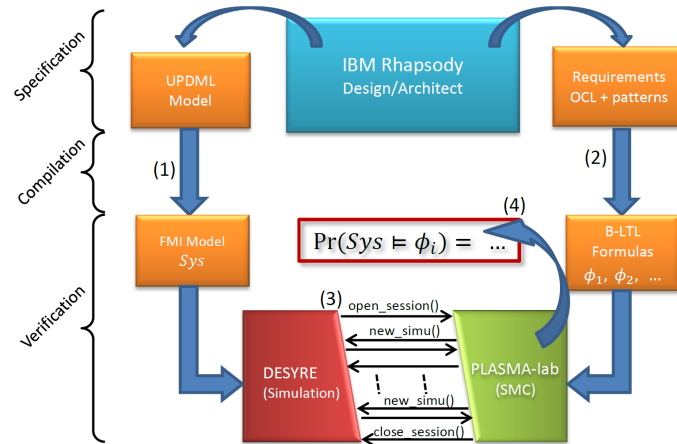 Specification
Compilation
Verification
IBM Rhapsody
Design/Architect
UPDML
Model
Requirements
OCL + patterns
(1)
(2)
FMI Model
Sys
B-LTL
Formulas
ϕ₁, ϕ₂, …
(4)
Pr(Sys ⊨ ϕᵢ) = …
(3)
open_session()
new_simu()
new_simu()
close_session()
DESYRE
(Simulation)
PLASMA-lab
(SMC)